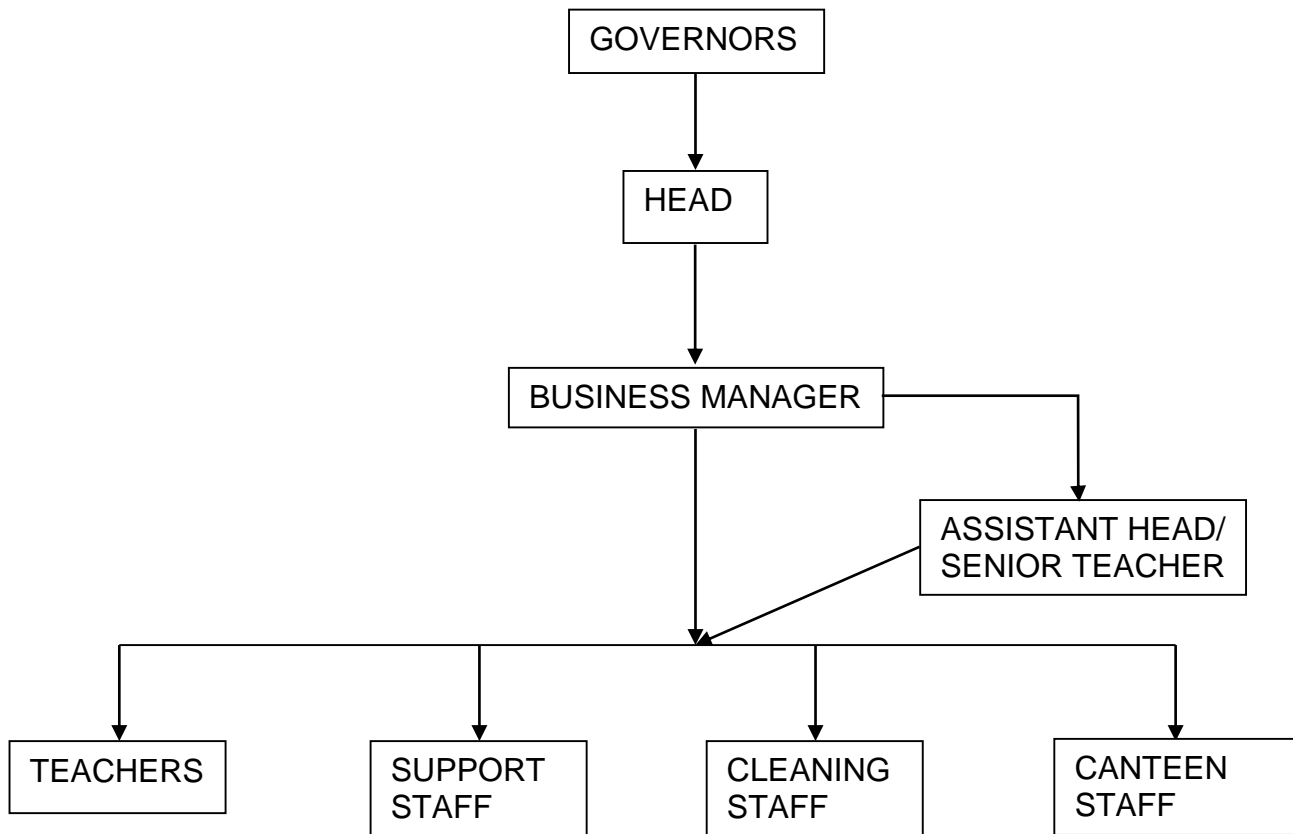 GOVERNORS
HEAD
BUSINESS MANAGER
ASSISTANT HEAD/
SENIOR TEACHER
TEACHERS
SUPPORT
STAFF
CLEANING
STAFF
CANTEEN
STAFF